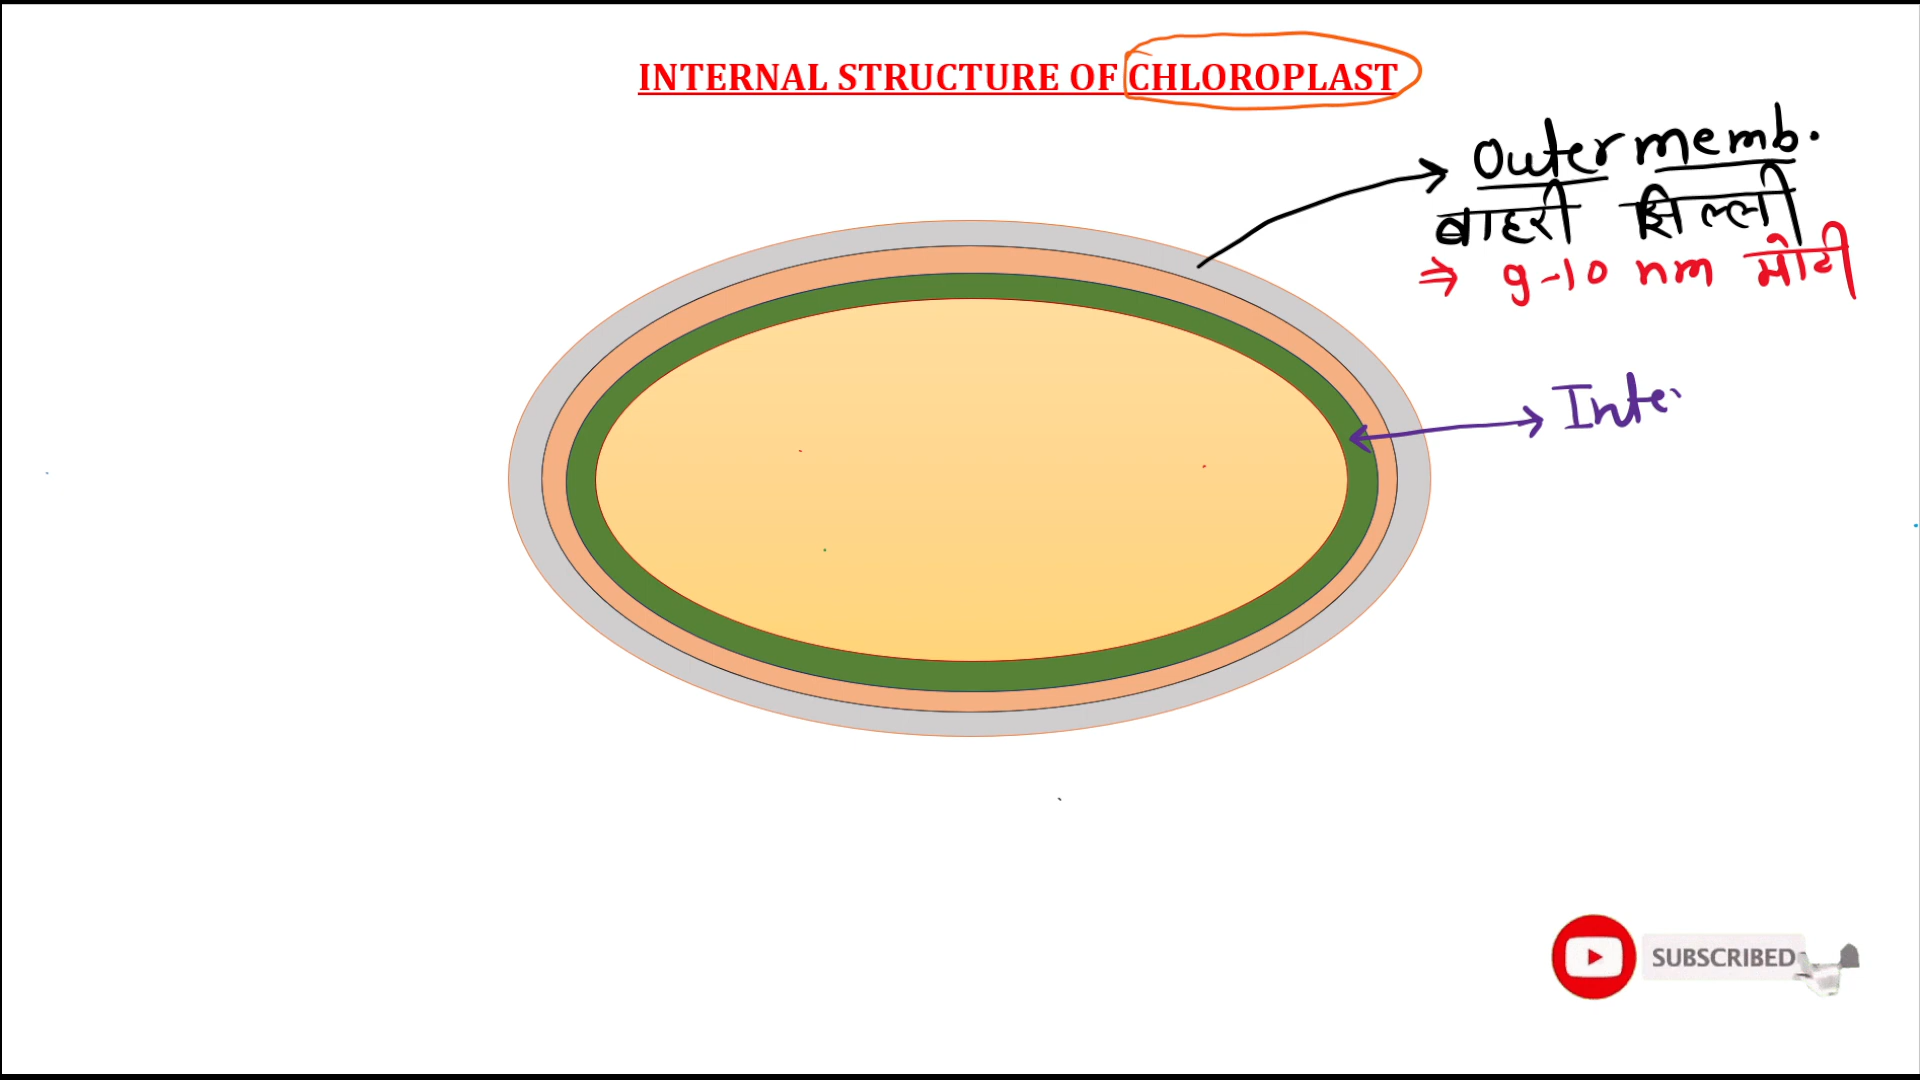 INTERNAL STRUCTURE OF CHLOROPLAST
Outer memb.
बाहरी झिल्ली
⇒ 9-10 nm मोटी
Inte
SUBSCRIBED